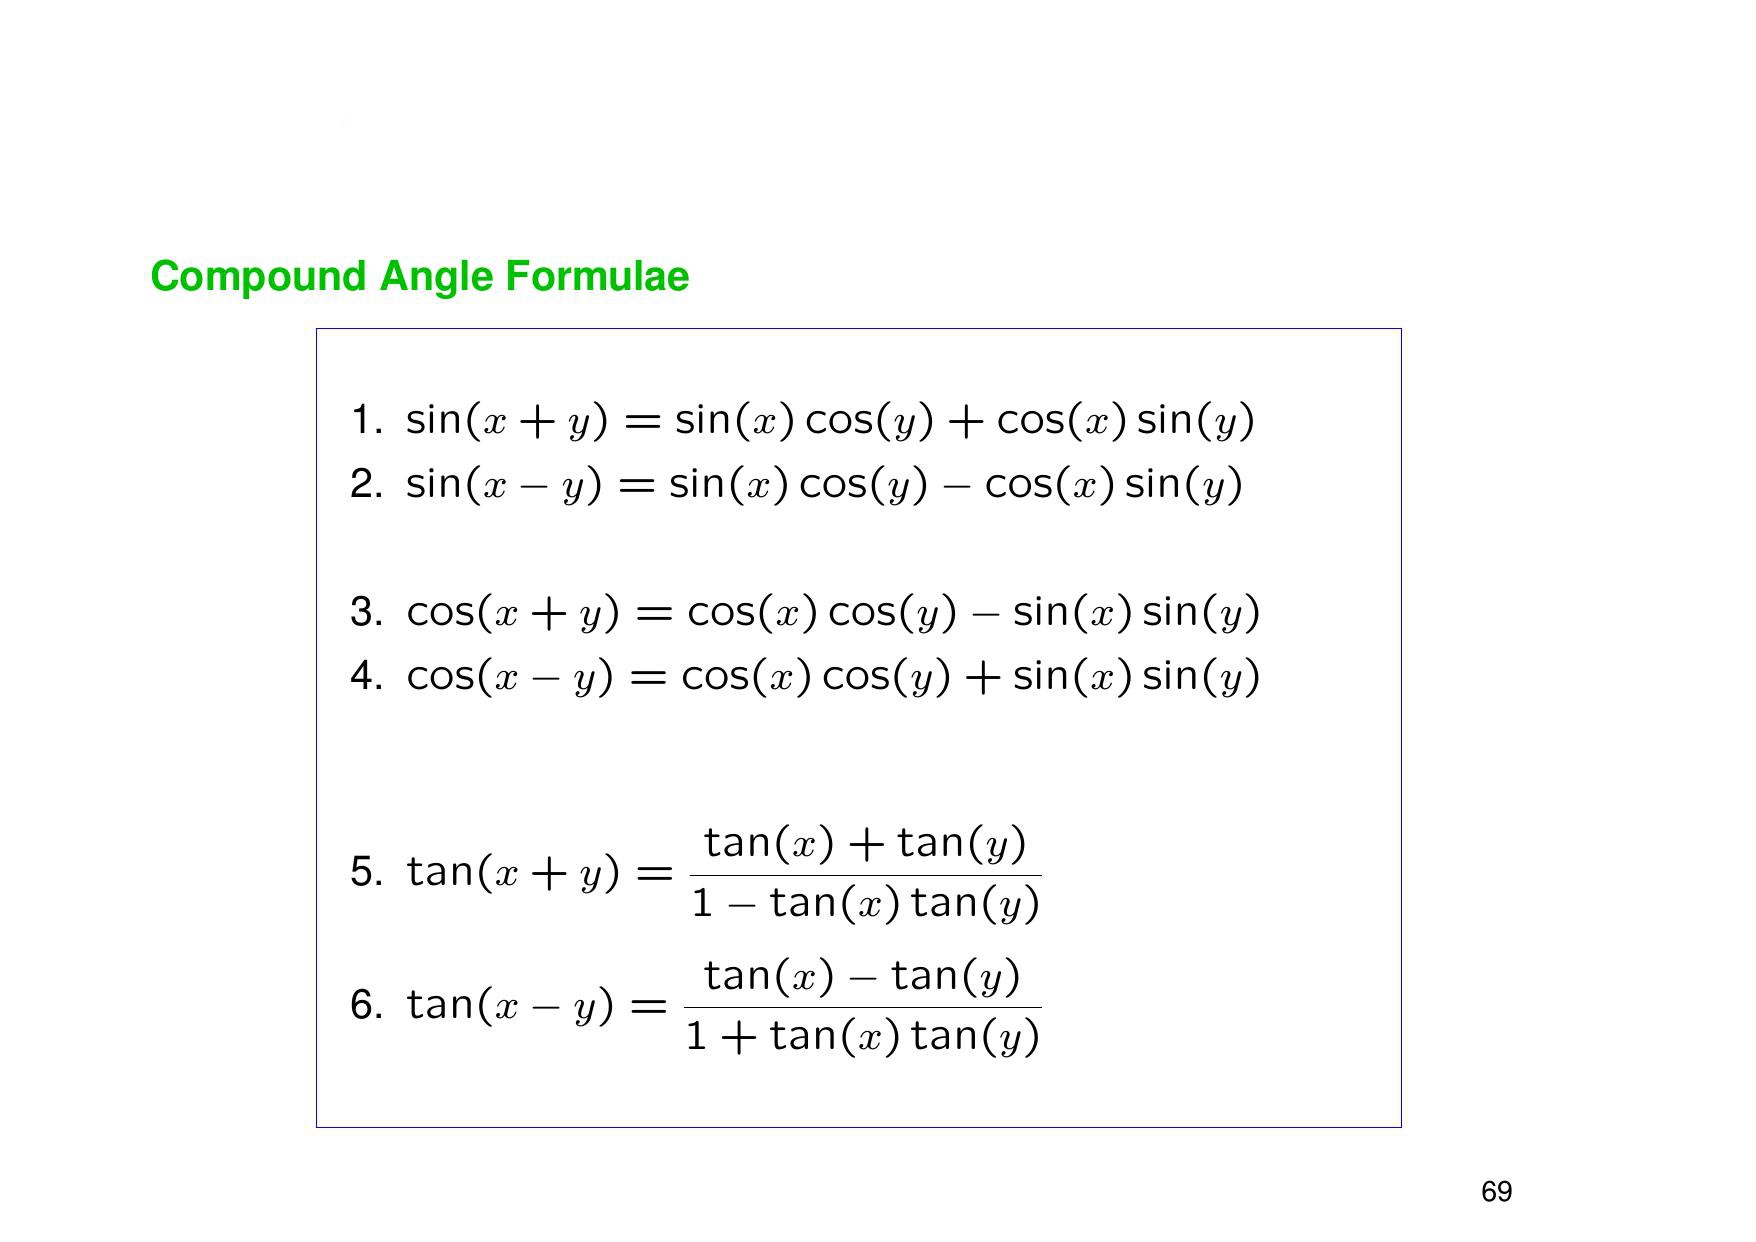 Compound Angle Formulae
1. sin(x + y) = sin(x) cos(y) + cos(x) sin(y)
2. sin(x − y) = sin(x) cos(y) − cos(x) sin(y)
3. cos(x + y) = cos(x) cos(y) − sin(x) sin(y)
4. cos(x − y) = cos(x) cos(y) + sin(x) sin(y)
5. tan(x + y) = \frac{tan(x) + tan(y)}{1 − tan(x) tan(y)}
6. tan(x − y) = \frac{tan(x) − tan(y)}{1 + tan(x) tan(y)}
69